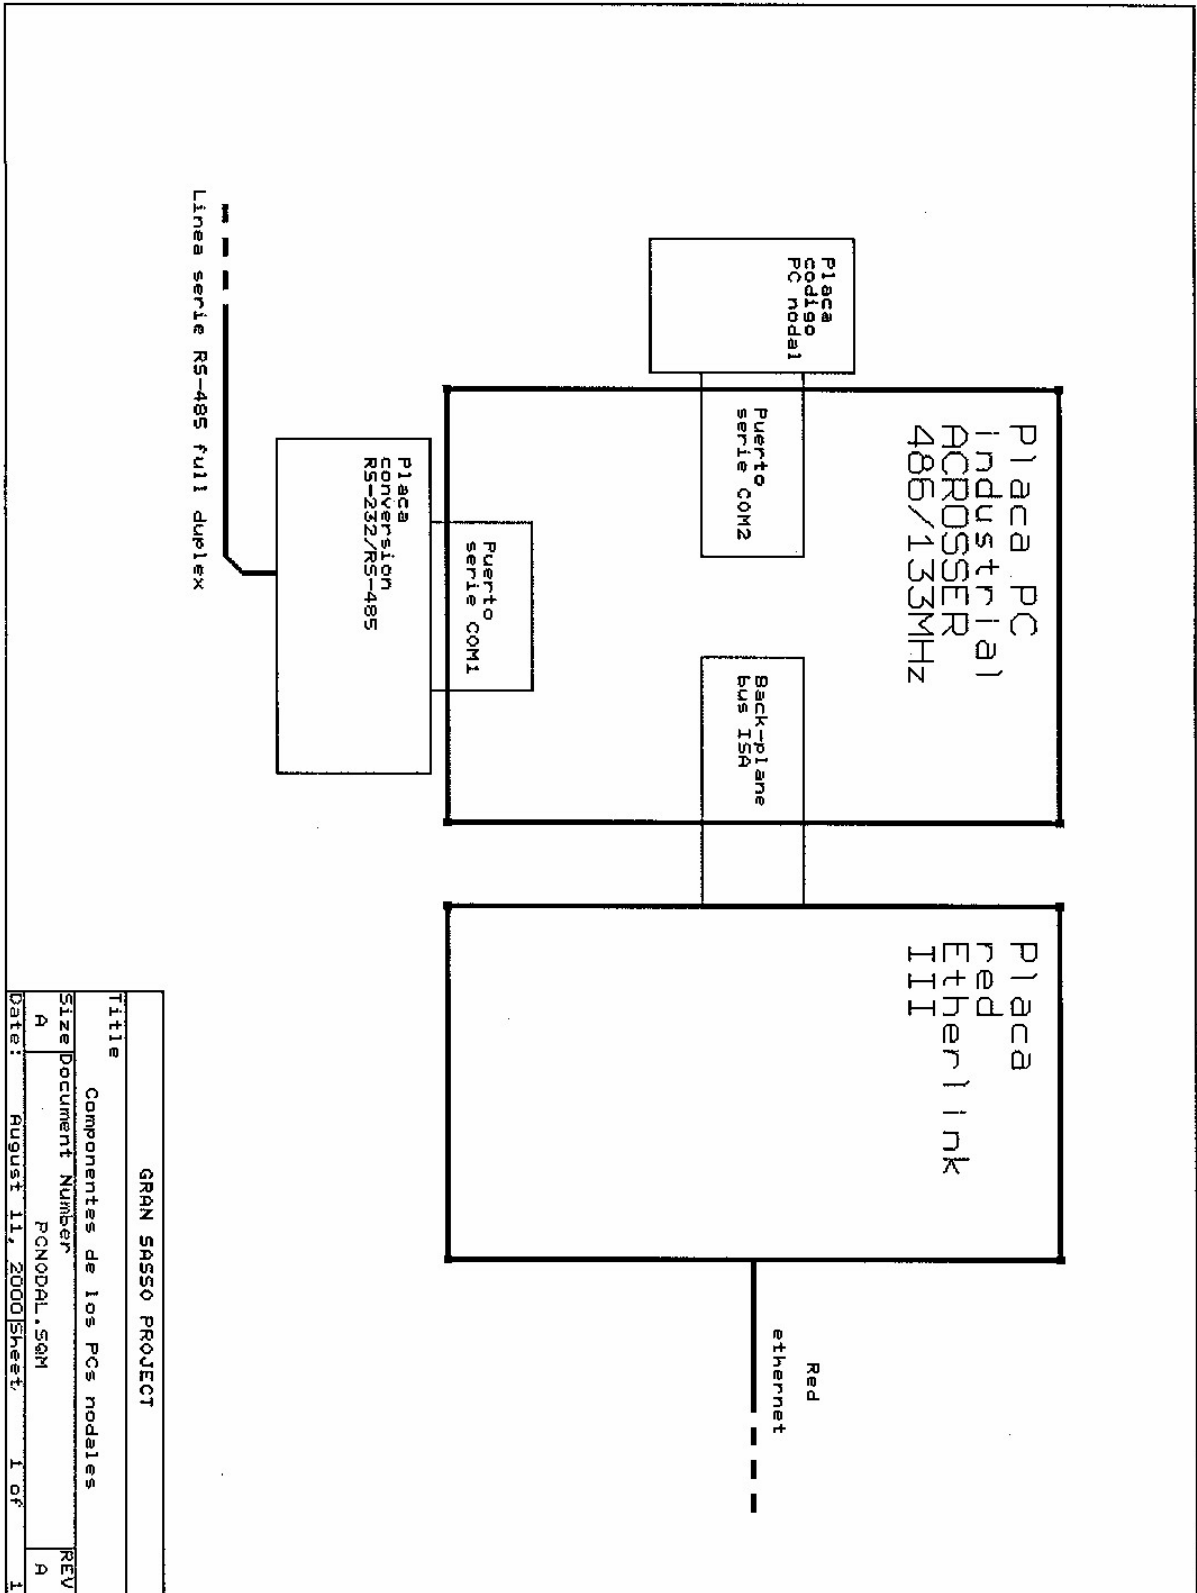 Placa PC
industrial
ACROSSER
486/133MHz
Placa
red
Etherlink
III
Placa
codigo
PC nodal
Puerto
serie COM2
Back-plane
bus ISA
Red
ethernet
Puerto
serie COM1
Placa
conversion
RS-232/RS-485
Linea serie RS-485 full duplex
GRAN SASSO PROJECT
Title
Componentes de los PCs nodales
Size Document Number REV
A PCNODAL.SQM A
Date: August 11, 2000 Sheet 1 of 1